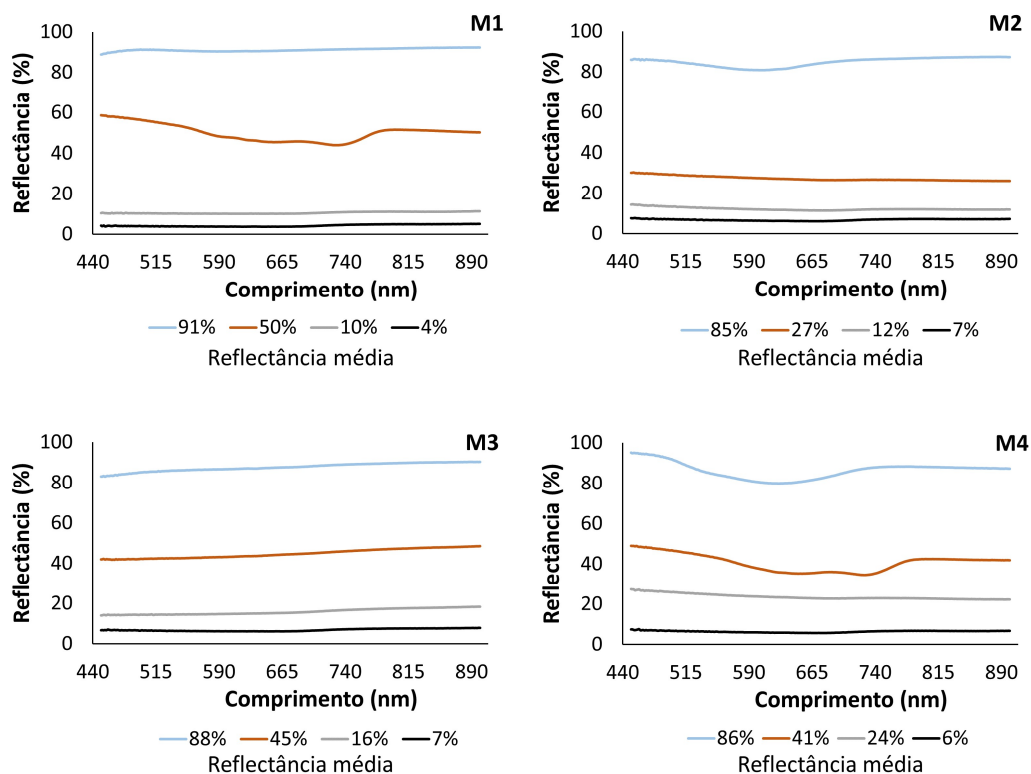 M1
Reflectância (%)
100
80
60
40
20
0
440 515 590 665 740 815 890
Comprimento (nm)
91% 50% 10% 4%
Reflectância média
M2
Reflectância (%)
100
80
60
40
20
0
440 515 590 665 740 815 890
Comprimento (nm)
85% 27% 12% 7%
Reflectância média
M3
Reflectância (%)
100
80
60
40
20
0
440 515 590 665 740 815 890
Comprimento (nm)
88% 45% 16% 7%
Reflectância média
M4
Reflectância (%)
100
80
60
40
20
0
440 515 590 665 740 815 890
Comprimento (nm)
86% 41% 24% 6%
Reflectância média